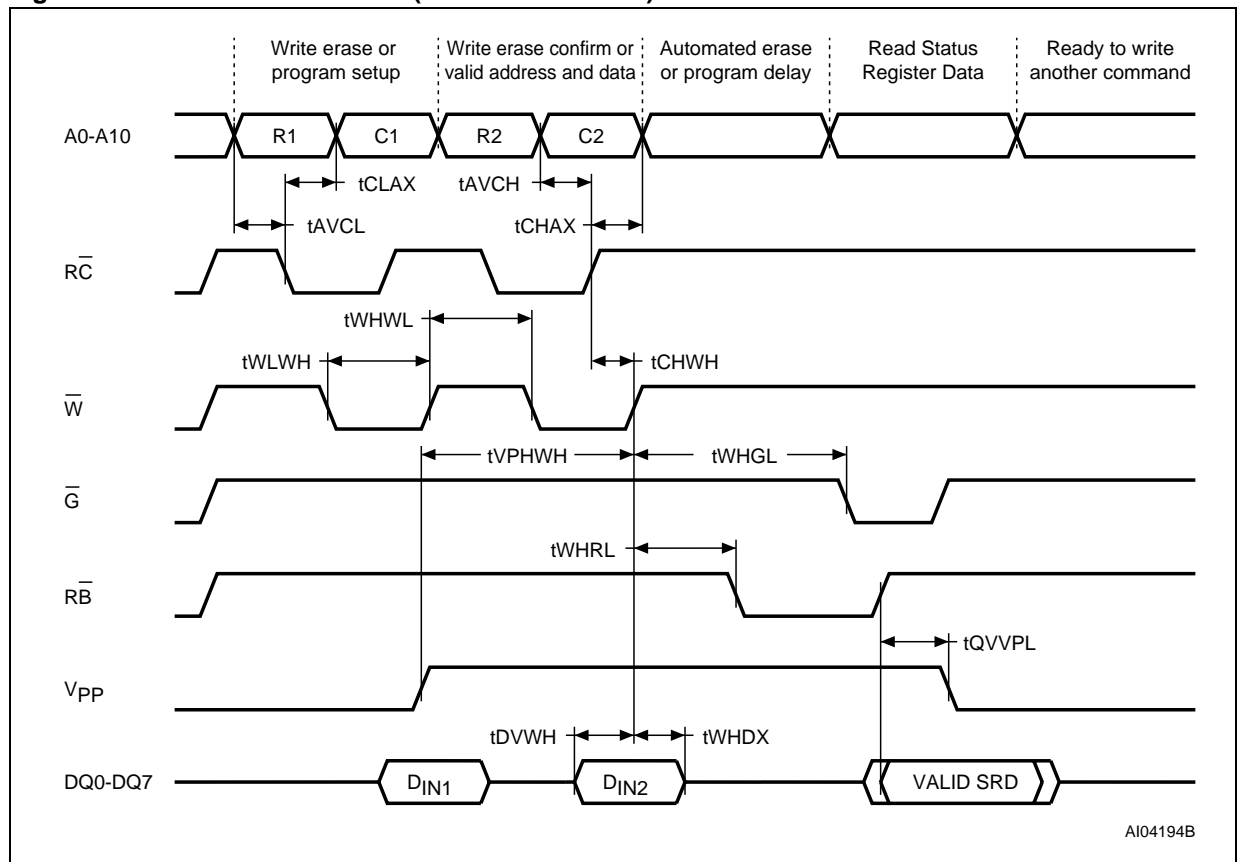 Write erase or
program setup
Write erase confirm or
valid address and data
Automated erase
or program delay
Read Status
Register Data
Ready to write
another command
A0-A10
R1
C1
R2
C2
tCLAX
tAVCH
tAVCL
tCHAX
RC̅
tWHWL
tWLWH
tCHWH
W̅
tVPHWH
tWHGL
G̅
tWHRL
RB̅
tQVVPL
VPP
tDVWH
tWHDX
DQ0-DQ7
DIN1
DIN2
VALID SRD
AI04194B